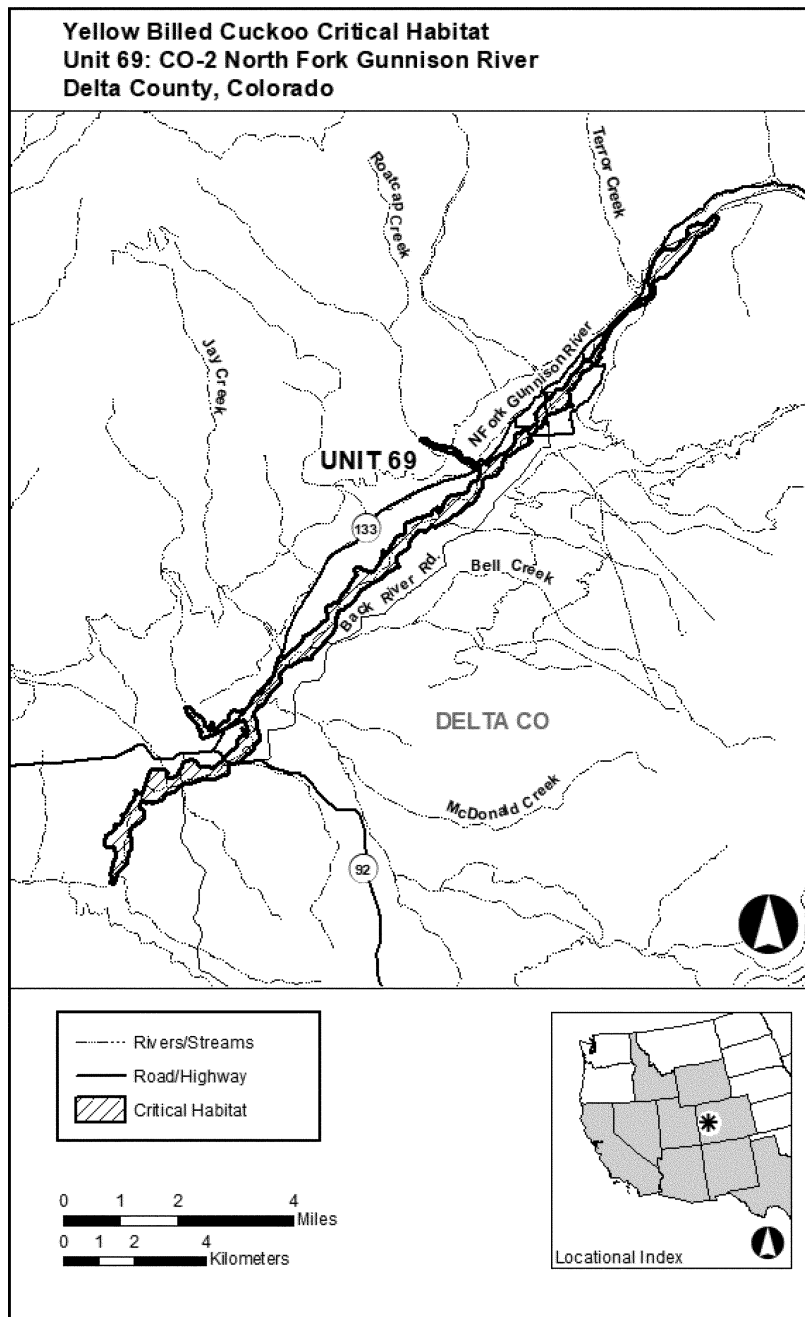 Yellow Billed Cuckoo Critical Habitat
Unit 69: CO-2 North Fork Gunnison River
Delta County, Colorado
Terror Creek
Roatcap Creek
Jay Creek
N Fork Gunnison River
UNIT 69
133
Back River Rd.
Bell Creek
DELTA CO
McDonald Creek
92
Rivers/Streams
Road/Highway
Critical Habitat
0 1 2 4
Miles
0 1 2 4
Kilometers
Locational Index